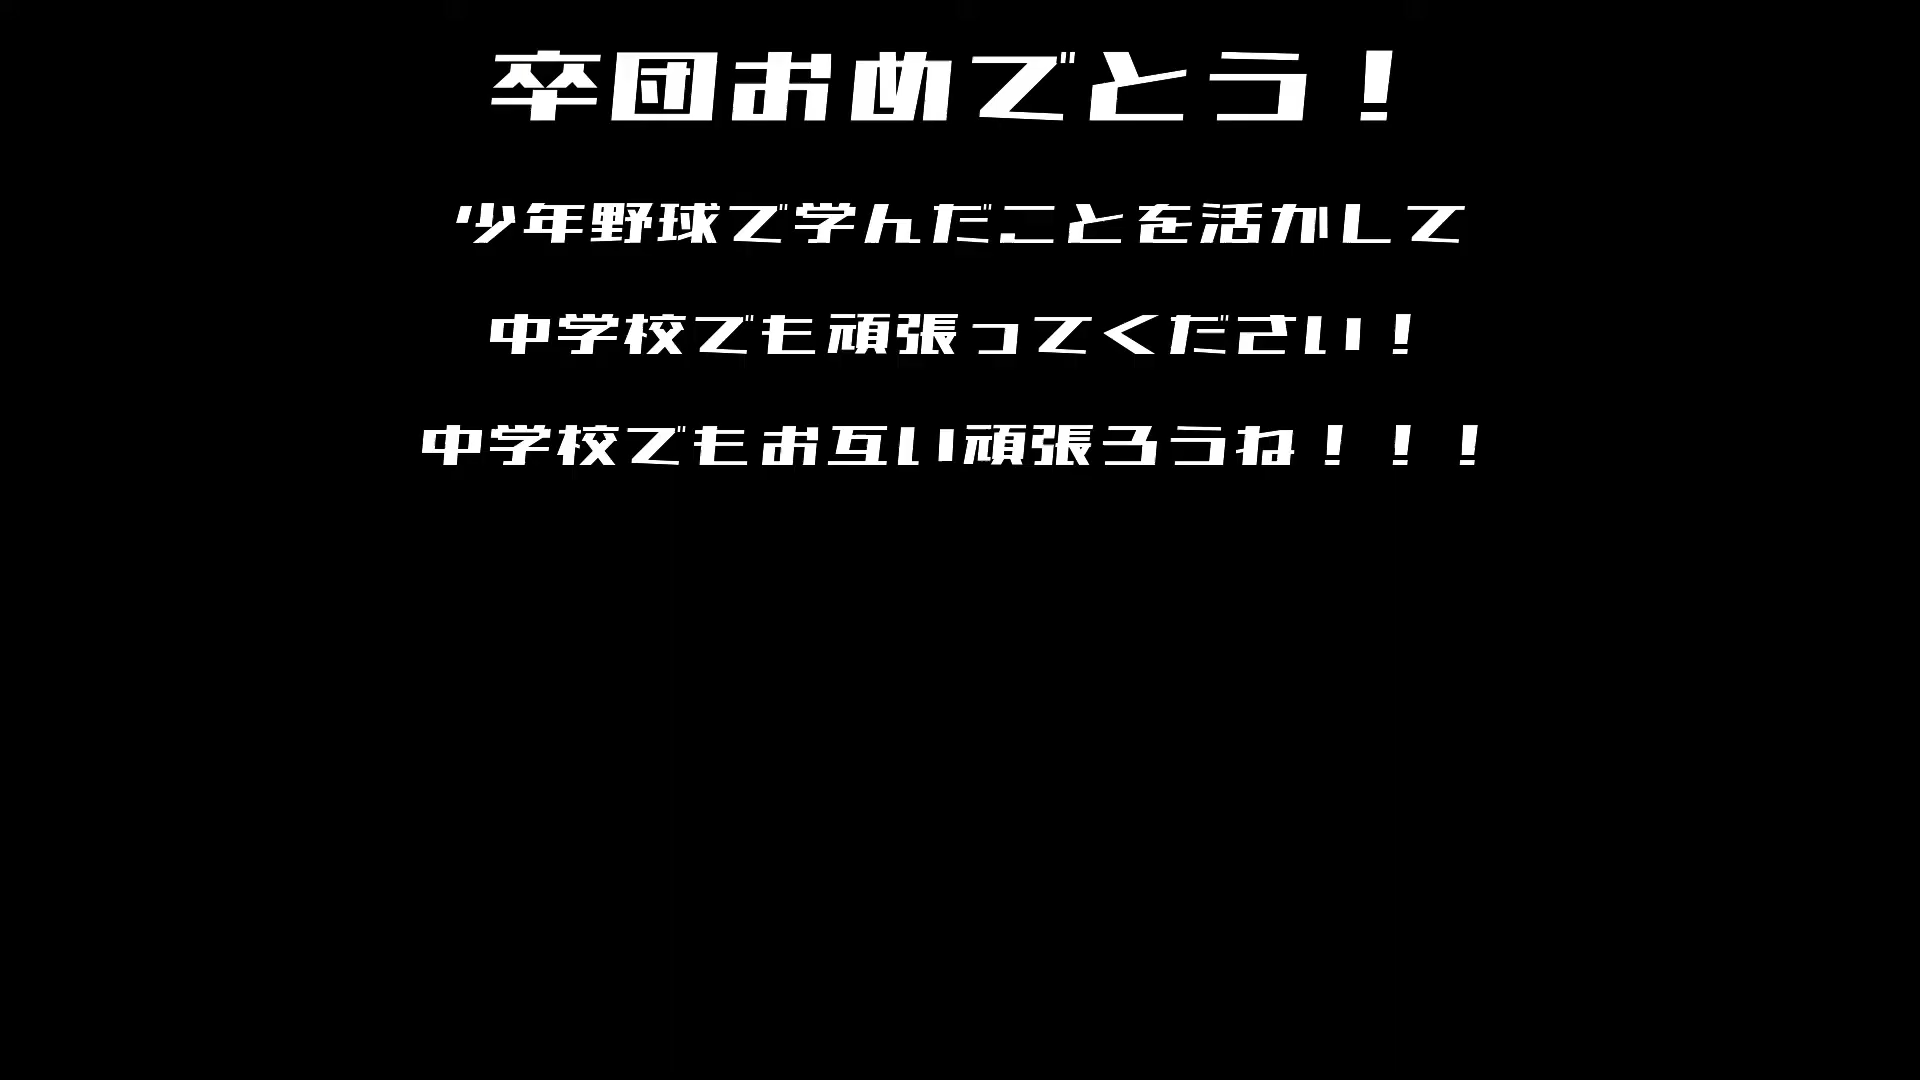 卒団おめでとう！
少年野球で学んだことを活かして
中学校でも頑張ってください！
中学校でもお互い頑張ろうね！！！